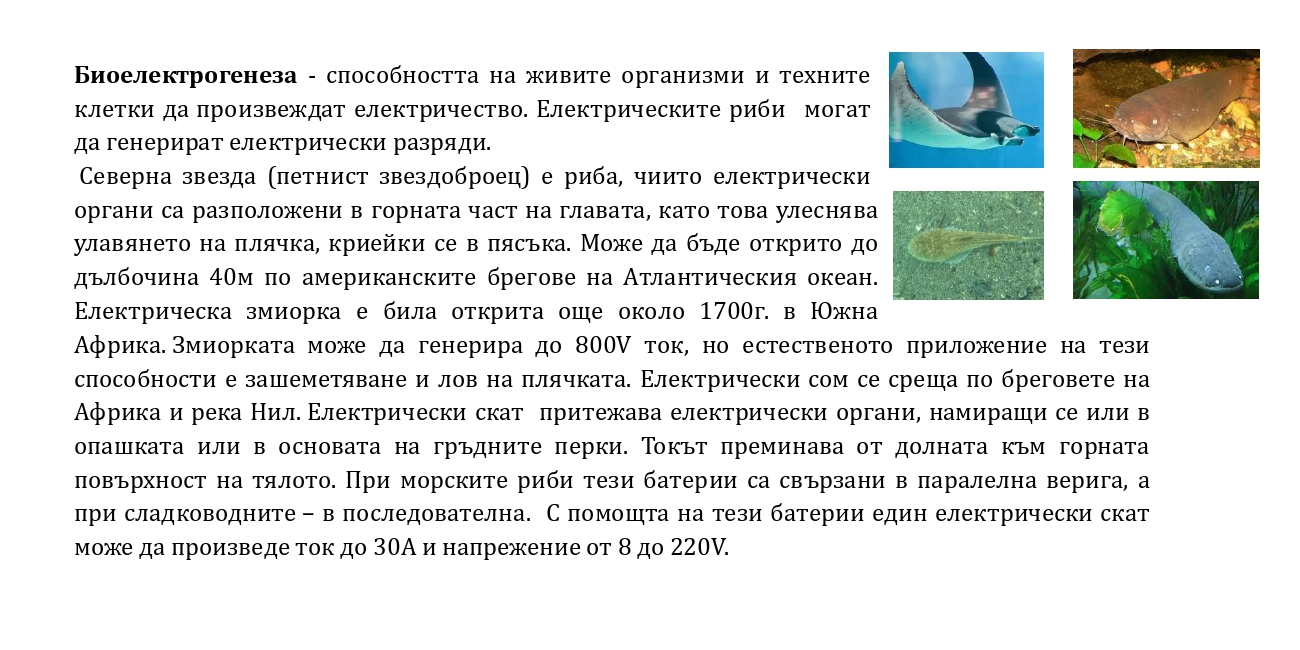 Биоелектрогенеза - способността на живите организми и техните
клетки да произвеждат електричество. Електрическите риби могат
да генерират електрически разряди.
Северна звезда (петнист звездоброец) е риба, чиито електрически
органи са разположени в горната част на главата, като това улеснява
улавянето на плячка, криейки се в пясъка. Може да бъде открито до
дълбочина 40м по американските брегове на Атлантическия океан.
Електрическа змиорка е била открита още около 1700г. в Южна
Африка. Змиорката може да генерира до 800V ток, но естественото приложение на тези
способности е зашеметяване и лов на плячката. Електрически сом се среща по бреговете на
Африка и река Нил. Електрически скат притежава електрически органи, намиращи се или в
опашката или в основата на гръдните перки. Токът преминава от долната към горната
повърхност на тялото. При морските риби тези батерии са свързани в паралелна верига, а
при сладководните – в последователна. С помощта на тези батерии един електрически скат
може да произведе ток до 30А и напрежение от 8 до 220V.